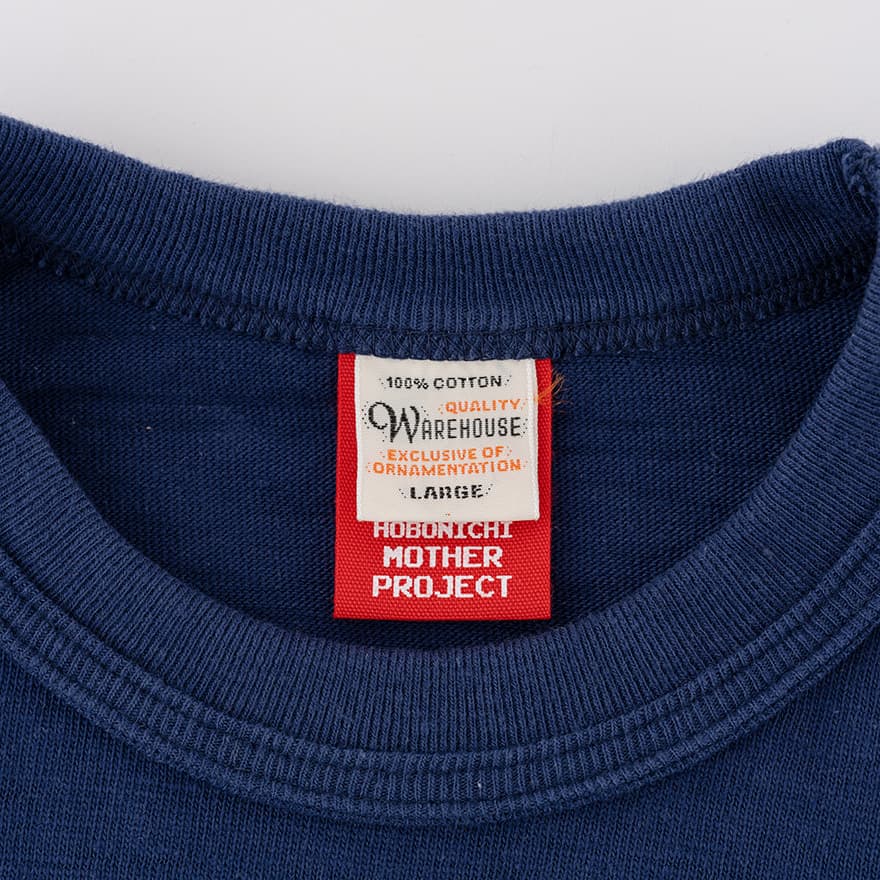 100% COTTON
QUALITY
WAREHOUSE
EXCLUSIVE OF
ORNAMENTATION
LARGE
HOBONICHI
MOTHER
PROJECT